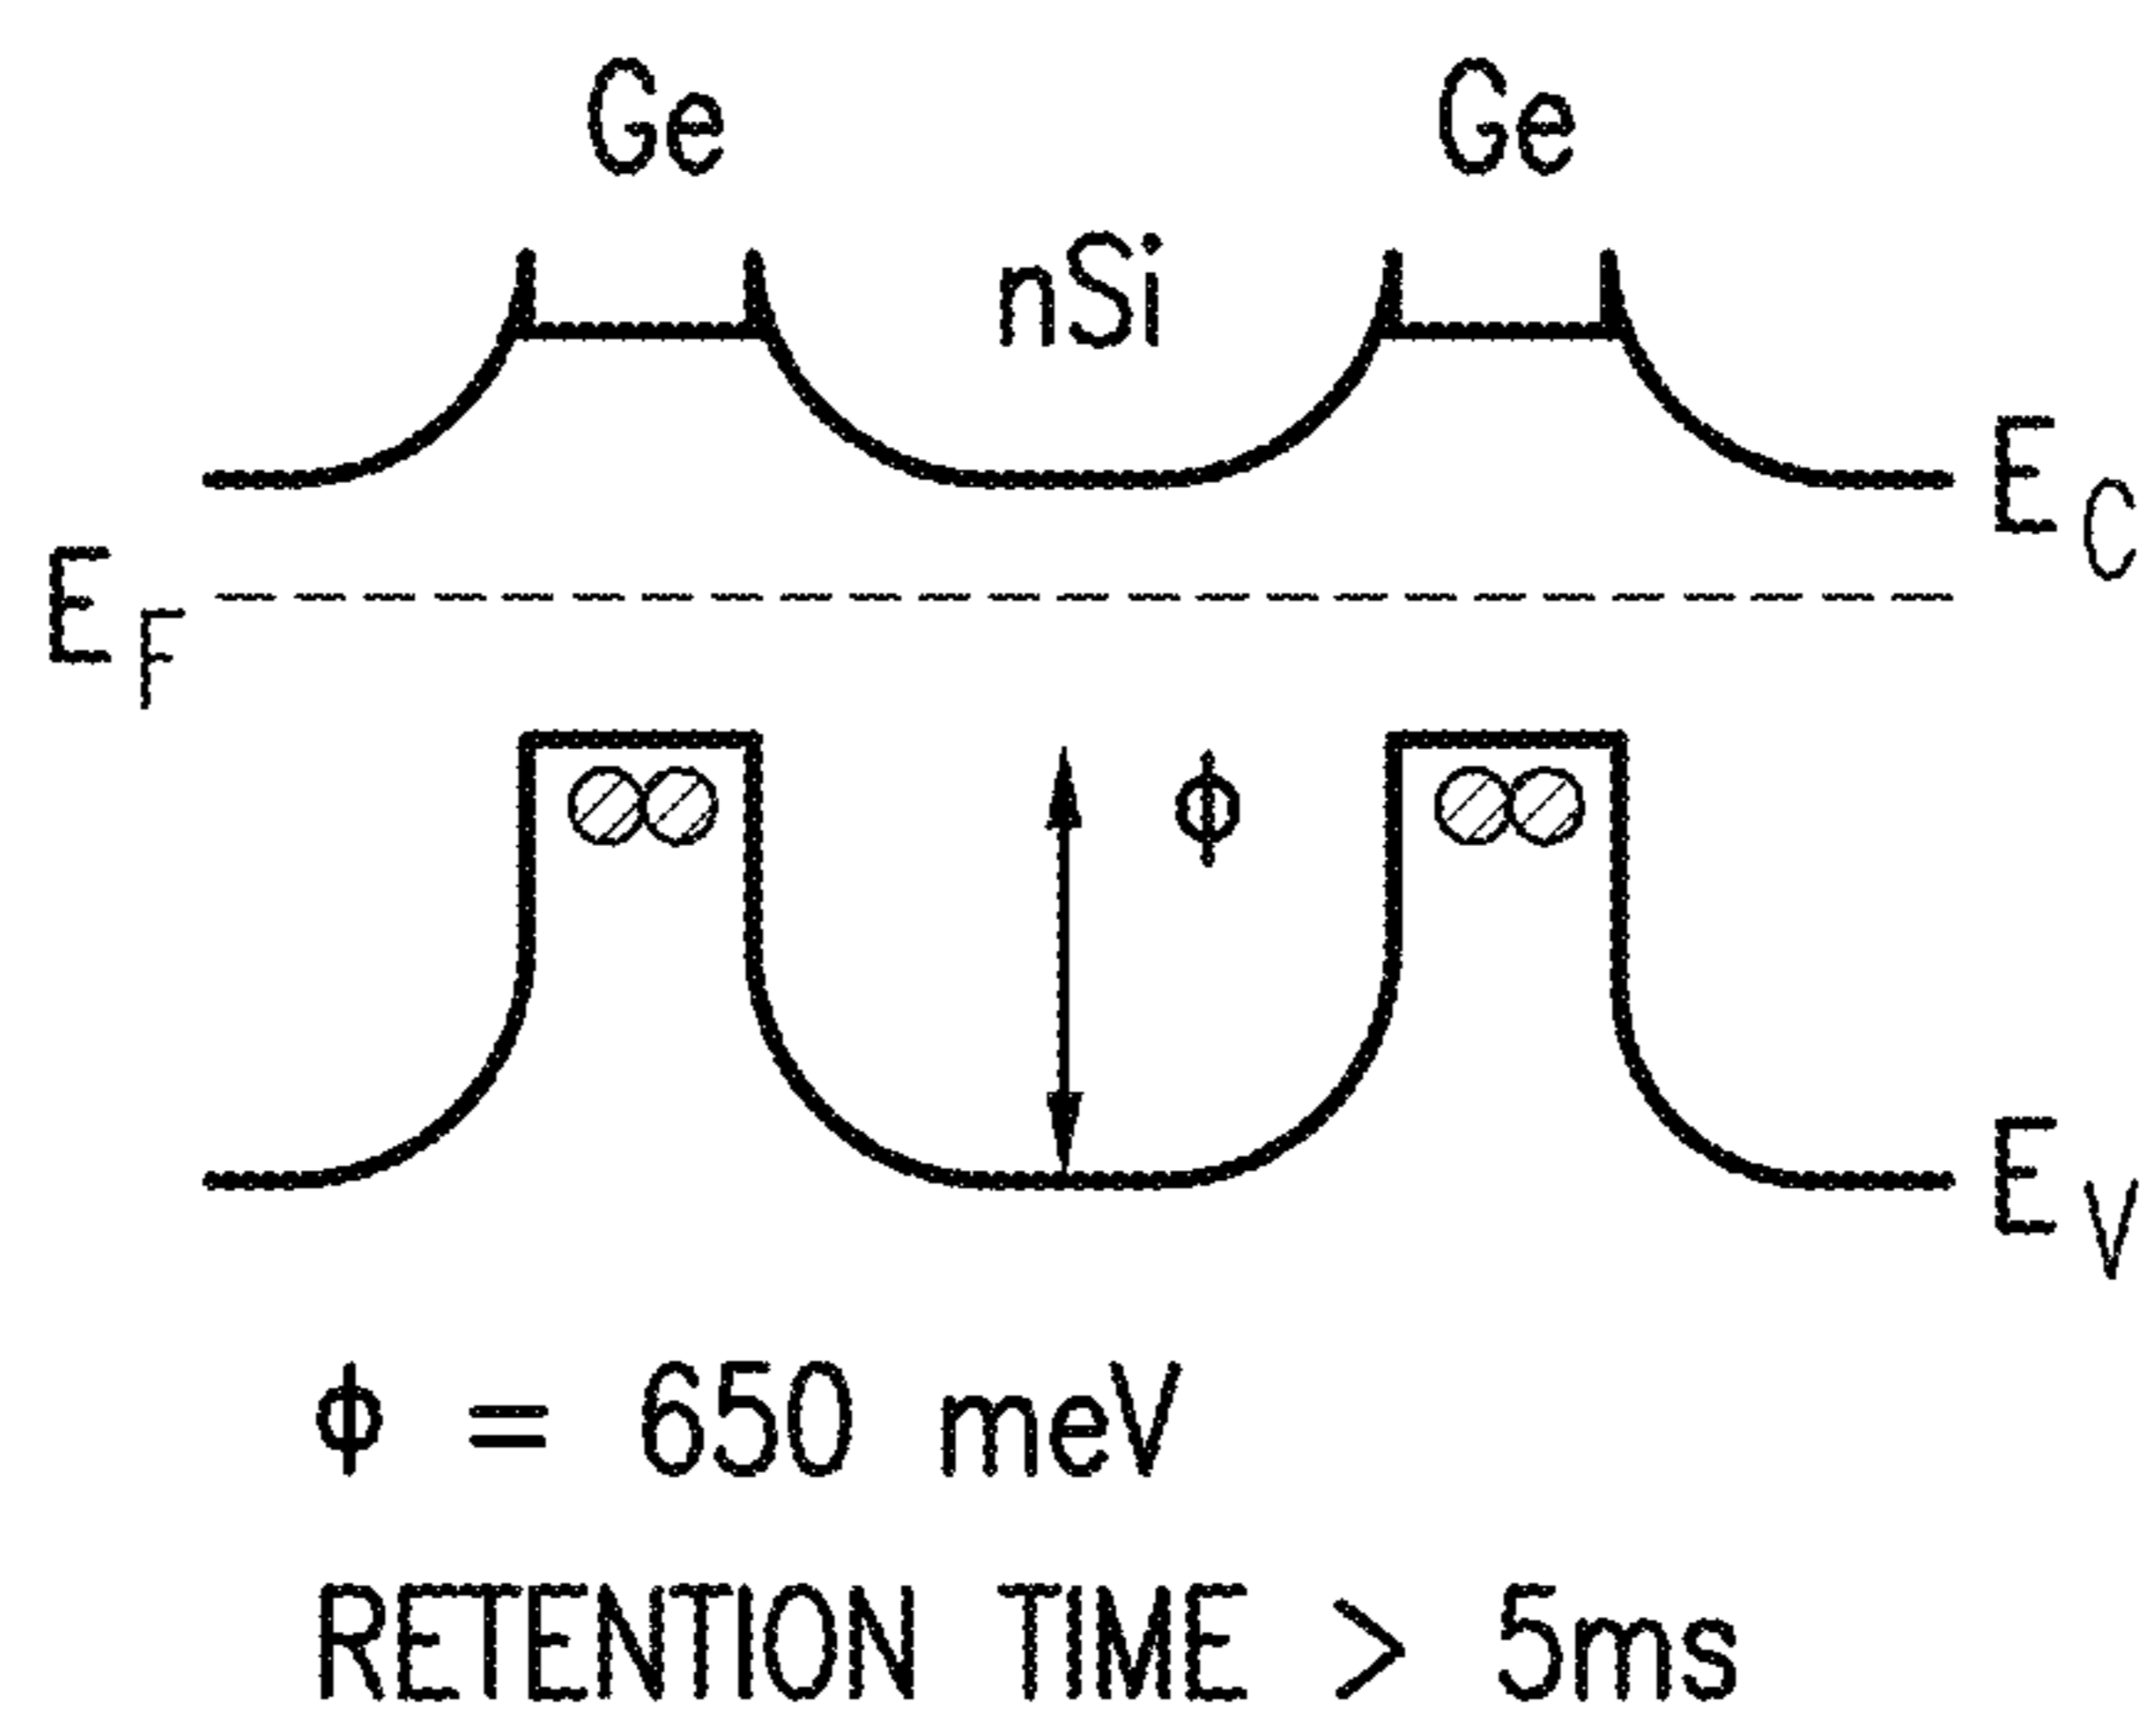 Ge Ge
nSi
E_C
E_F
ϕ
E_V
ϕ = 650 meV
RETENTION TIME > 5ms